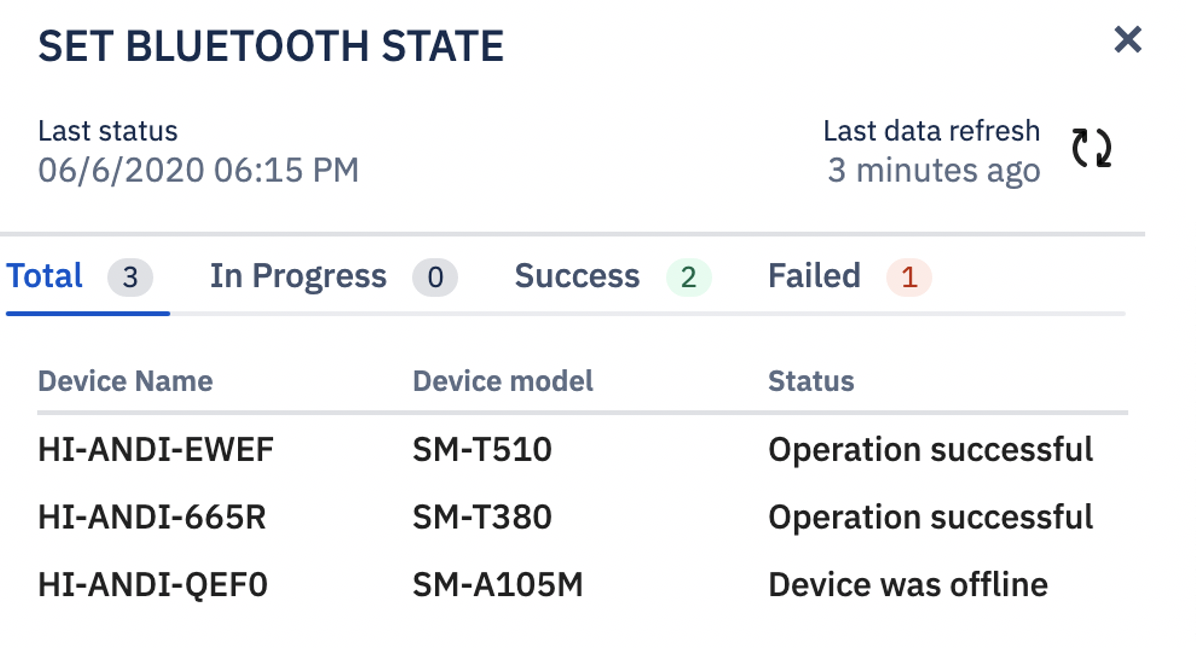 SET BLUETOOTH STATE
Last status
06/6/2020 06:15 PM
Last data refresh
3 minutes ago
Total 3 In Progress 0 Success 2 Failed 1
Device Name Device model Status
HI-ANDI-EWEF SM-T510 Operation successful
HI-ANDI-665R SM-T380 Operation successful
HI-ANDI-QEF0 SM-A105M Device was offline